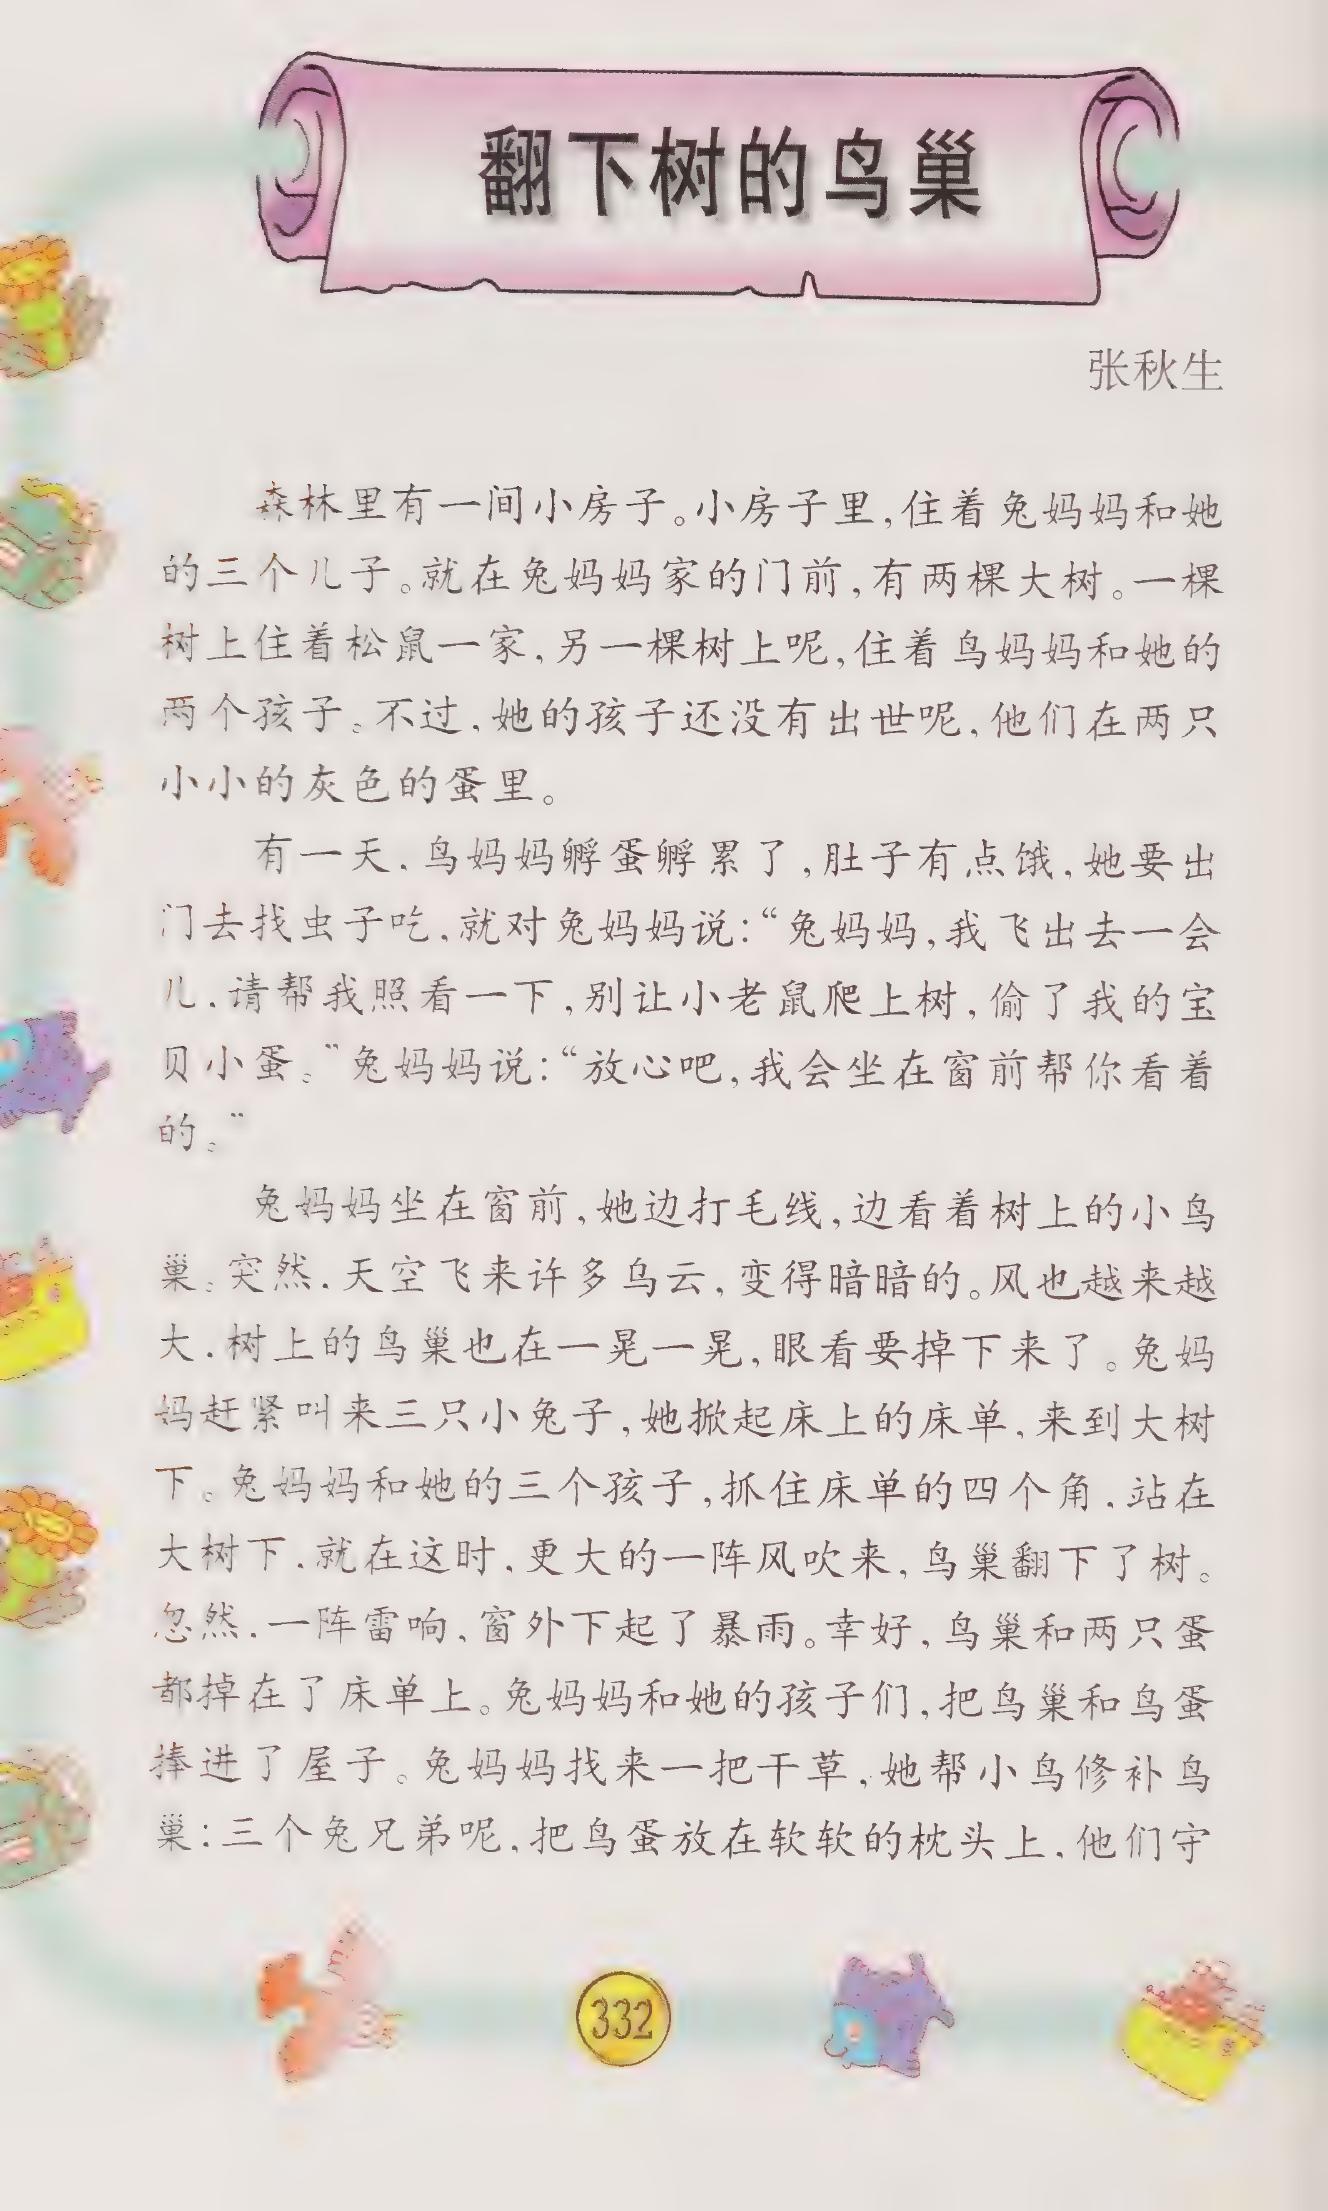 翻下树的鸟巢
张秋生
森林里有一间小房子。小房子里,住着兔妈妈和她
的三个儿子。就在兔妈妈家的门前,有两棵大树。一棵
树上住着松鼠一家,另一棵树上呢,住着鸟妈妈和她的
两个孩子。不过,她的孩子还没有出世呢,他们在两只
小小的灰色的蛋里。
有一天,鸟妈妈孵蛋孵累了,肚子有点饿,她要出
门去找虫子吃,就对兔妈妈说:“兔妈妈,我飞出去一会
儿,请帮我照看一下,别让小老鼠爬上树,偷了我的宝
贝小蛋。”兔妈妈说:“放心吧,我会坐在窗前帮你看着
的。”
兔妈妈坐在窗前,她边打毛线,边看着树上的小鸟
巢。突然,天空飞来许多乌云,变得暗暗的。风也越来越
大,树上的鸟巢也在一晃一晃,眼看要掉下来了。兔妈
妈赶紧叫来三只小兔子,她掀起床上的床单,来到大树
下。兔妈妈和她的三个孩子,抓住床单的四个角,站在
大树下,就在这时,更大的一阵风吹来,鸟巢翻下了树。
忽然,一阵雷响,窗外下起了暴雨。幸好,鸟巢和两只蛋
都掉在了床单上。兔妈妈和她的孩子们,把鸟巢和鸟蛋
捧进了屋子。兔妈妈找来一把干草,她帮小鸟修补鸟
巢;三个兔兄弟呢,把鸟蛋放在软软的枕头上,他们守
332